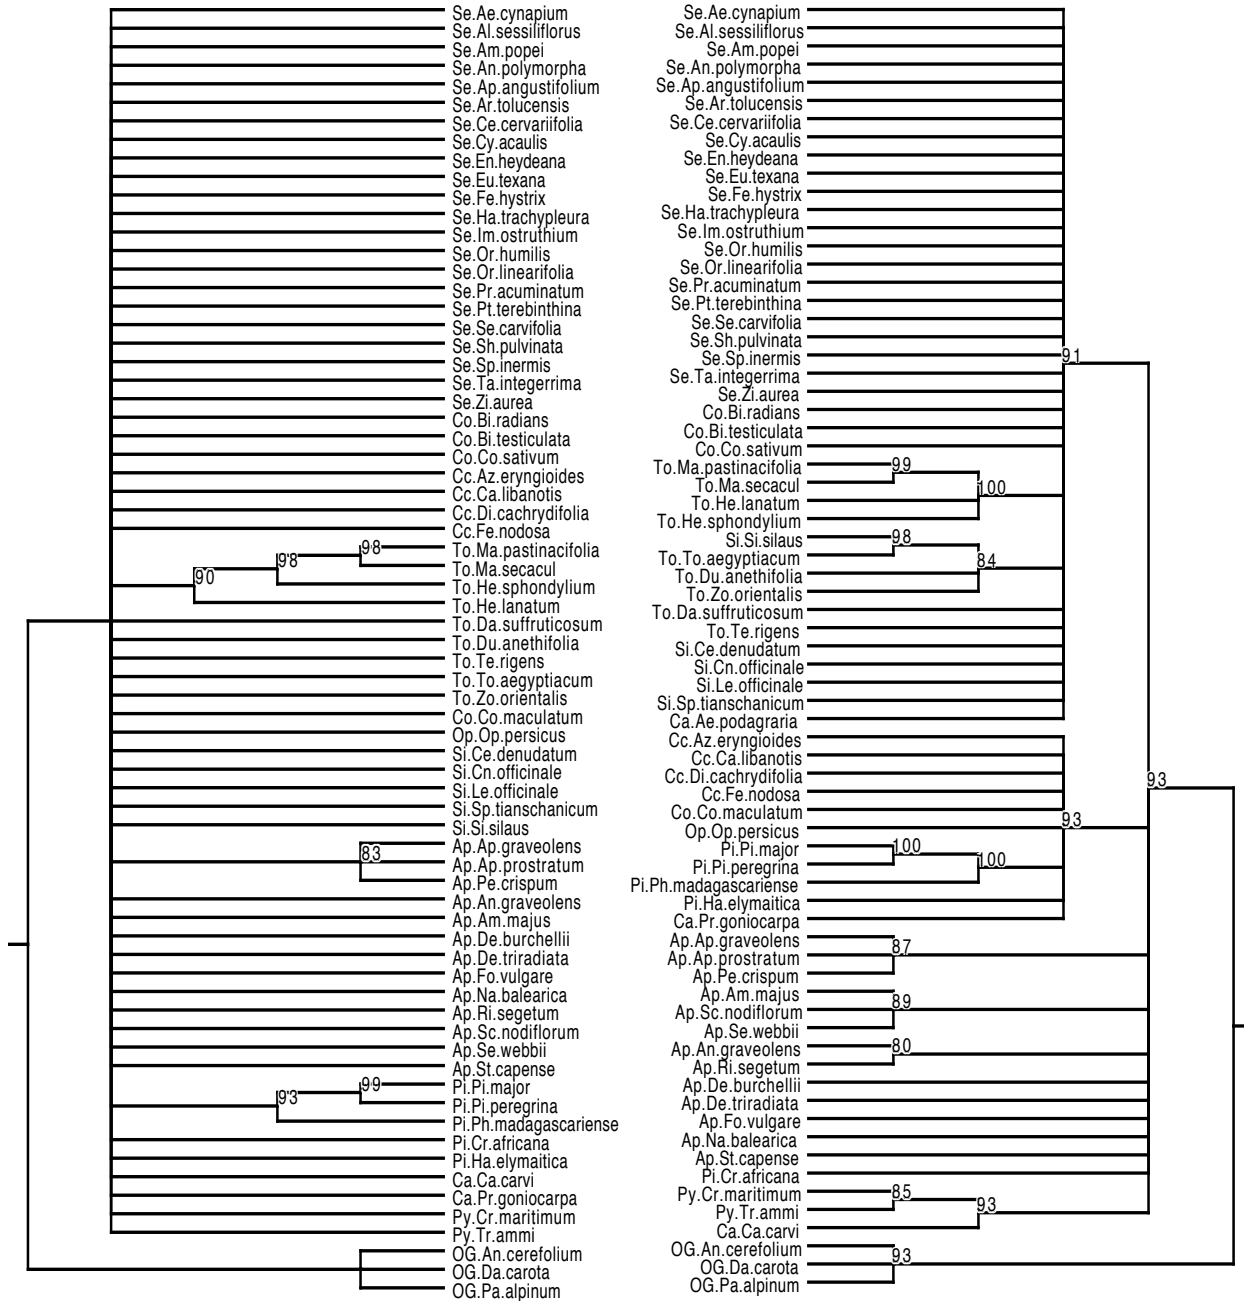 Se.Ae.cynapium
Se.Al.sessiliflorus
Se.Am.popei
Se.An.polymorpha
Se.Ap.angustifolium
Se.Ar.tolucensis
Se.Ce.cervariifolia
Se.Cy.acaulis
Se.En.heydeana
Se.Eu.texana
Se.Fe.hystrix
Se.Ha.trachypleura
Se.Im.ostruthium
Se.Or.humilis
Se.Or.linearifolia
Se.Pr.acuminatum
Se.Pt.terebinthina
Se.Se.carvifolia
Se.Sh.pulvinata
Se.Sp.inermis
Se.Ta.integerrima
Se.Zi.aurea
Co.Bi.radians
Co.Bi.testiculata
Co.Co.sativum
Cc.Az.eryngioides
Cc.Ca.libanotis
Cc.Di.cachrydifolia
Cc.Fe.nodosa
98
To.Ma.pastinacifolia
98
To.Ma.secacul
90
To.He.sphondylium
To.He.lanatum
To.Da.suffruticosum
To.Du.anethifolia
To.Te.rigens
To.To.aegyptiacum
To.Zo.orientalis
Co.Co.maculatum
Op.Op.persicus
Si.Ce.denudatum
Si.Cn.officinale
Si.Le.officinale
Si.Sp.tianschanicum
Si.Si.silaus
Ap.Ap.graveolens
83
Ap.Ap.prostratum
Ap.Pe.crispum
Ap.An.graveolens
Ap.Am.majus
Ap.De.burchellii
Ap.De.triradiata
Ap.Fo.vulgare
Ap.Na.balearica
Ap.Ri.segetum
Ap.Sc.nodiflorum
Ap.Se.webbii
Ap.St.capense
99
Pi.Pi.major
93
Pi.Pi.peregrina
Pi.Ph.madagascariense
Pi.Cr.africana
Pi.Ha.elymaitica
Ca.Ca.carvi
Ca.Pr.goniocarpa
Py.Cr.maritimum
Py.Tr.ammi
OG.An.cerefolium
OG.Da.carota
OG.Pa.alpinum
Se.Ae.cynapium
Se.Al.sessiliflorus
Se.Am.popei
Se.An.polymorpha
Se.Ap.angustifolium
Se.Ar.tolucensis
Se.Ce.cervariifolia
Se.Cy.acaulis
Se.En.heydeana
Se.Eu.texana
Se.Fe.hystrix
Se.Ha.trachypleura
Se.Im.ostruthium
Se.Or.humilis
Se.Or.linearifolia
Se.Pr.acuminatum
Se.Pt.terebinthina
Se.Se.carvifolia
Se.Sh.pulvinata
Se.Sp.inermis
91
Se.Ta.integerrima
Se.Zi.aurea
Co.Bi.radians
Co.Bi.testiculata
Co.Co.sativum
To.Ma.pastinacifolia
99
To.Ma.secacul
100
To.He.lanatum
To.He.sphondylium
Si.Si.silaus
98
To.To.aegyptiacum
84
To.Du.anethifolia
To.Zo.orientalis
To.Da.suffruticosum
To.Te.rigens
Si.Ce.denudatum
Si.Cn.officinale
Si.Le.officinale
Si.Sp.tianschanicum
Ca.Ae.podagraria
Cc.Az.eryngioides
Cc.Ca.libanotis
Cc.Di.cachrydifolia
93
Cc.Fe.nodosa
Co.Co.maculatum
93
Op.Op.persicus
Pi.Pi.major
100
Pi.Pi.peregrina
100
Pi.Ph.madagascariense
Pi.Ha.elymaitica
Ca.Pr.goniocarpa
Ap.Ap.graveolens
87
Ap.Ap.prostratum
Ap.Pe.crispum
Ap.Am.majus
89
Ap.Sc.nodiflorum
Ap.Se.webbii
Ap.An.graveolens
80
Ap.Ri.segetum
Ap.De.burchellii
Ap.De.triradiata
Ap.Fo.vulgare
Ap.Na.balearica
Ap.St.capense
Pi.Cr.africana
Py.Cr.maritimum
85
Py.Tr.ammi
93
Ca.Ca.carvi
OG.An.cerefolium
93
OG.Da.carota
OG.Pa.alpinum